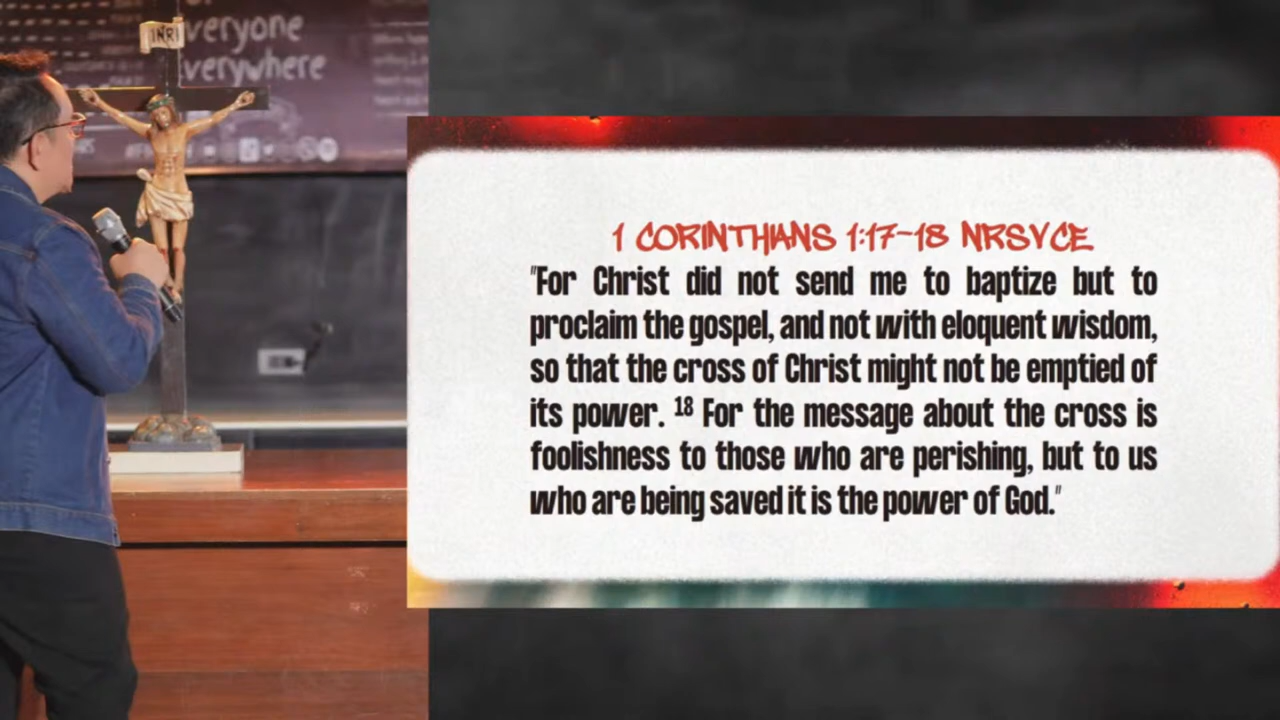 INRI
veryone
verywhere
1 CORINTHIANS 1:17-18 NRSVCE
"For Christ did not send me to baptize but to
proclaim the gospel, and not with eloquent wisdom,
so that the cross of Christ might not be emptied of
its power. 18 For the message about the cross is
foolishness to those who are perishing, but to us
who are being saved it is the power of God."